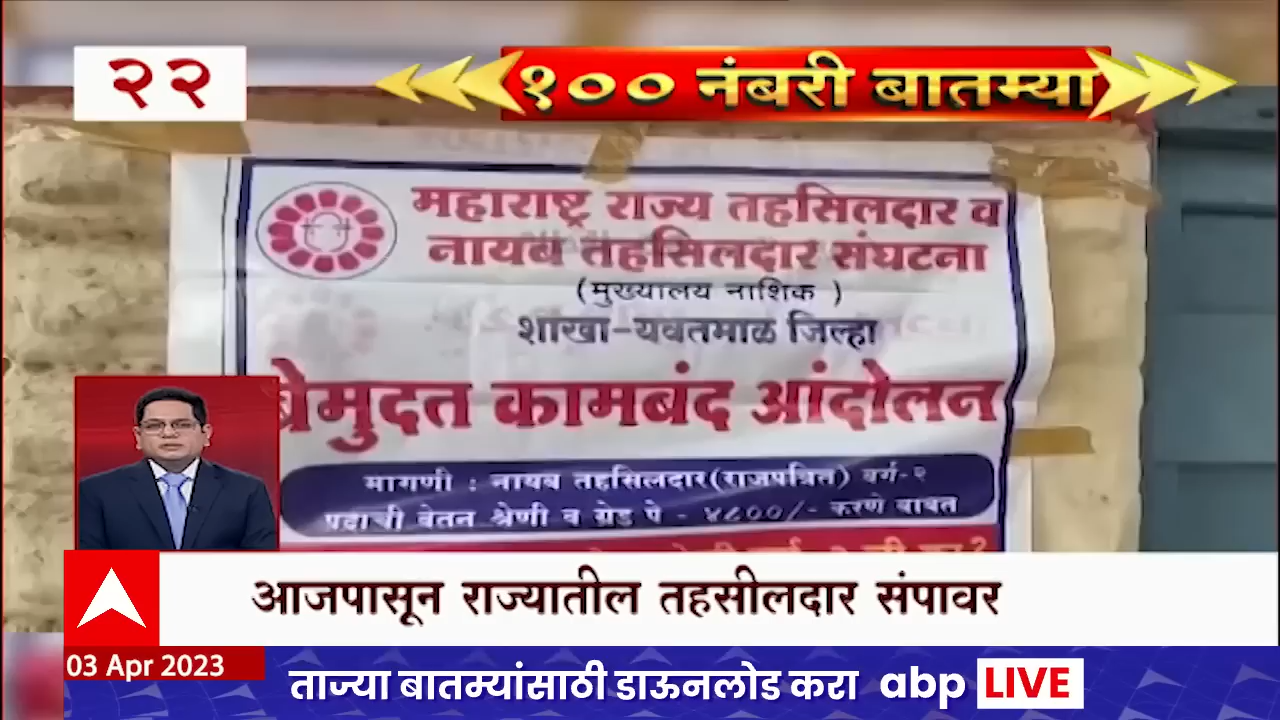 २२
१०० नंबरी बातम्या
महाराष्ट्र राज्य तहसिलदार व
नायब तहसिलदार संघटना
(मुख्यालय नाशिक )
शाखा-यवतमाळ जिल्हा
बेमुदत कामबंद आंदोलन
मागणी : नायब तहसिलदार(राजपत्रित) वर्ग-२
पदाची वेतन श्रेणी व ग्रेड पे - ४८००/- करणे बाबत
आजपासून राज्यातील तहसीलदार संपावर
03 Apr 2023
ताज्या बातम्यांसाठी डाऊनलोड करा abp LIVE